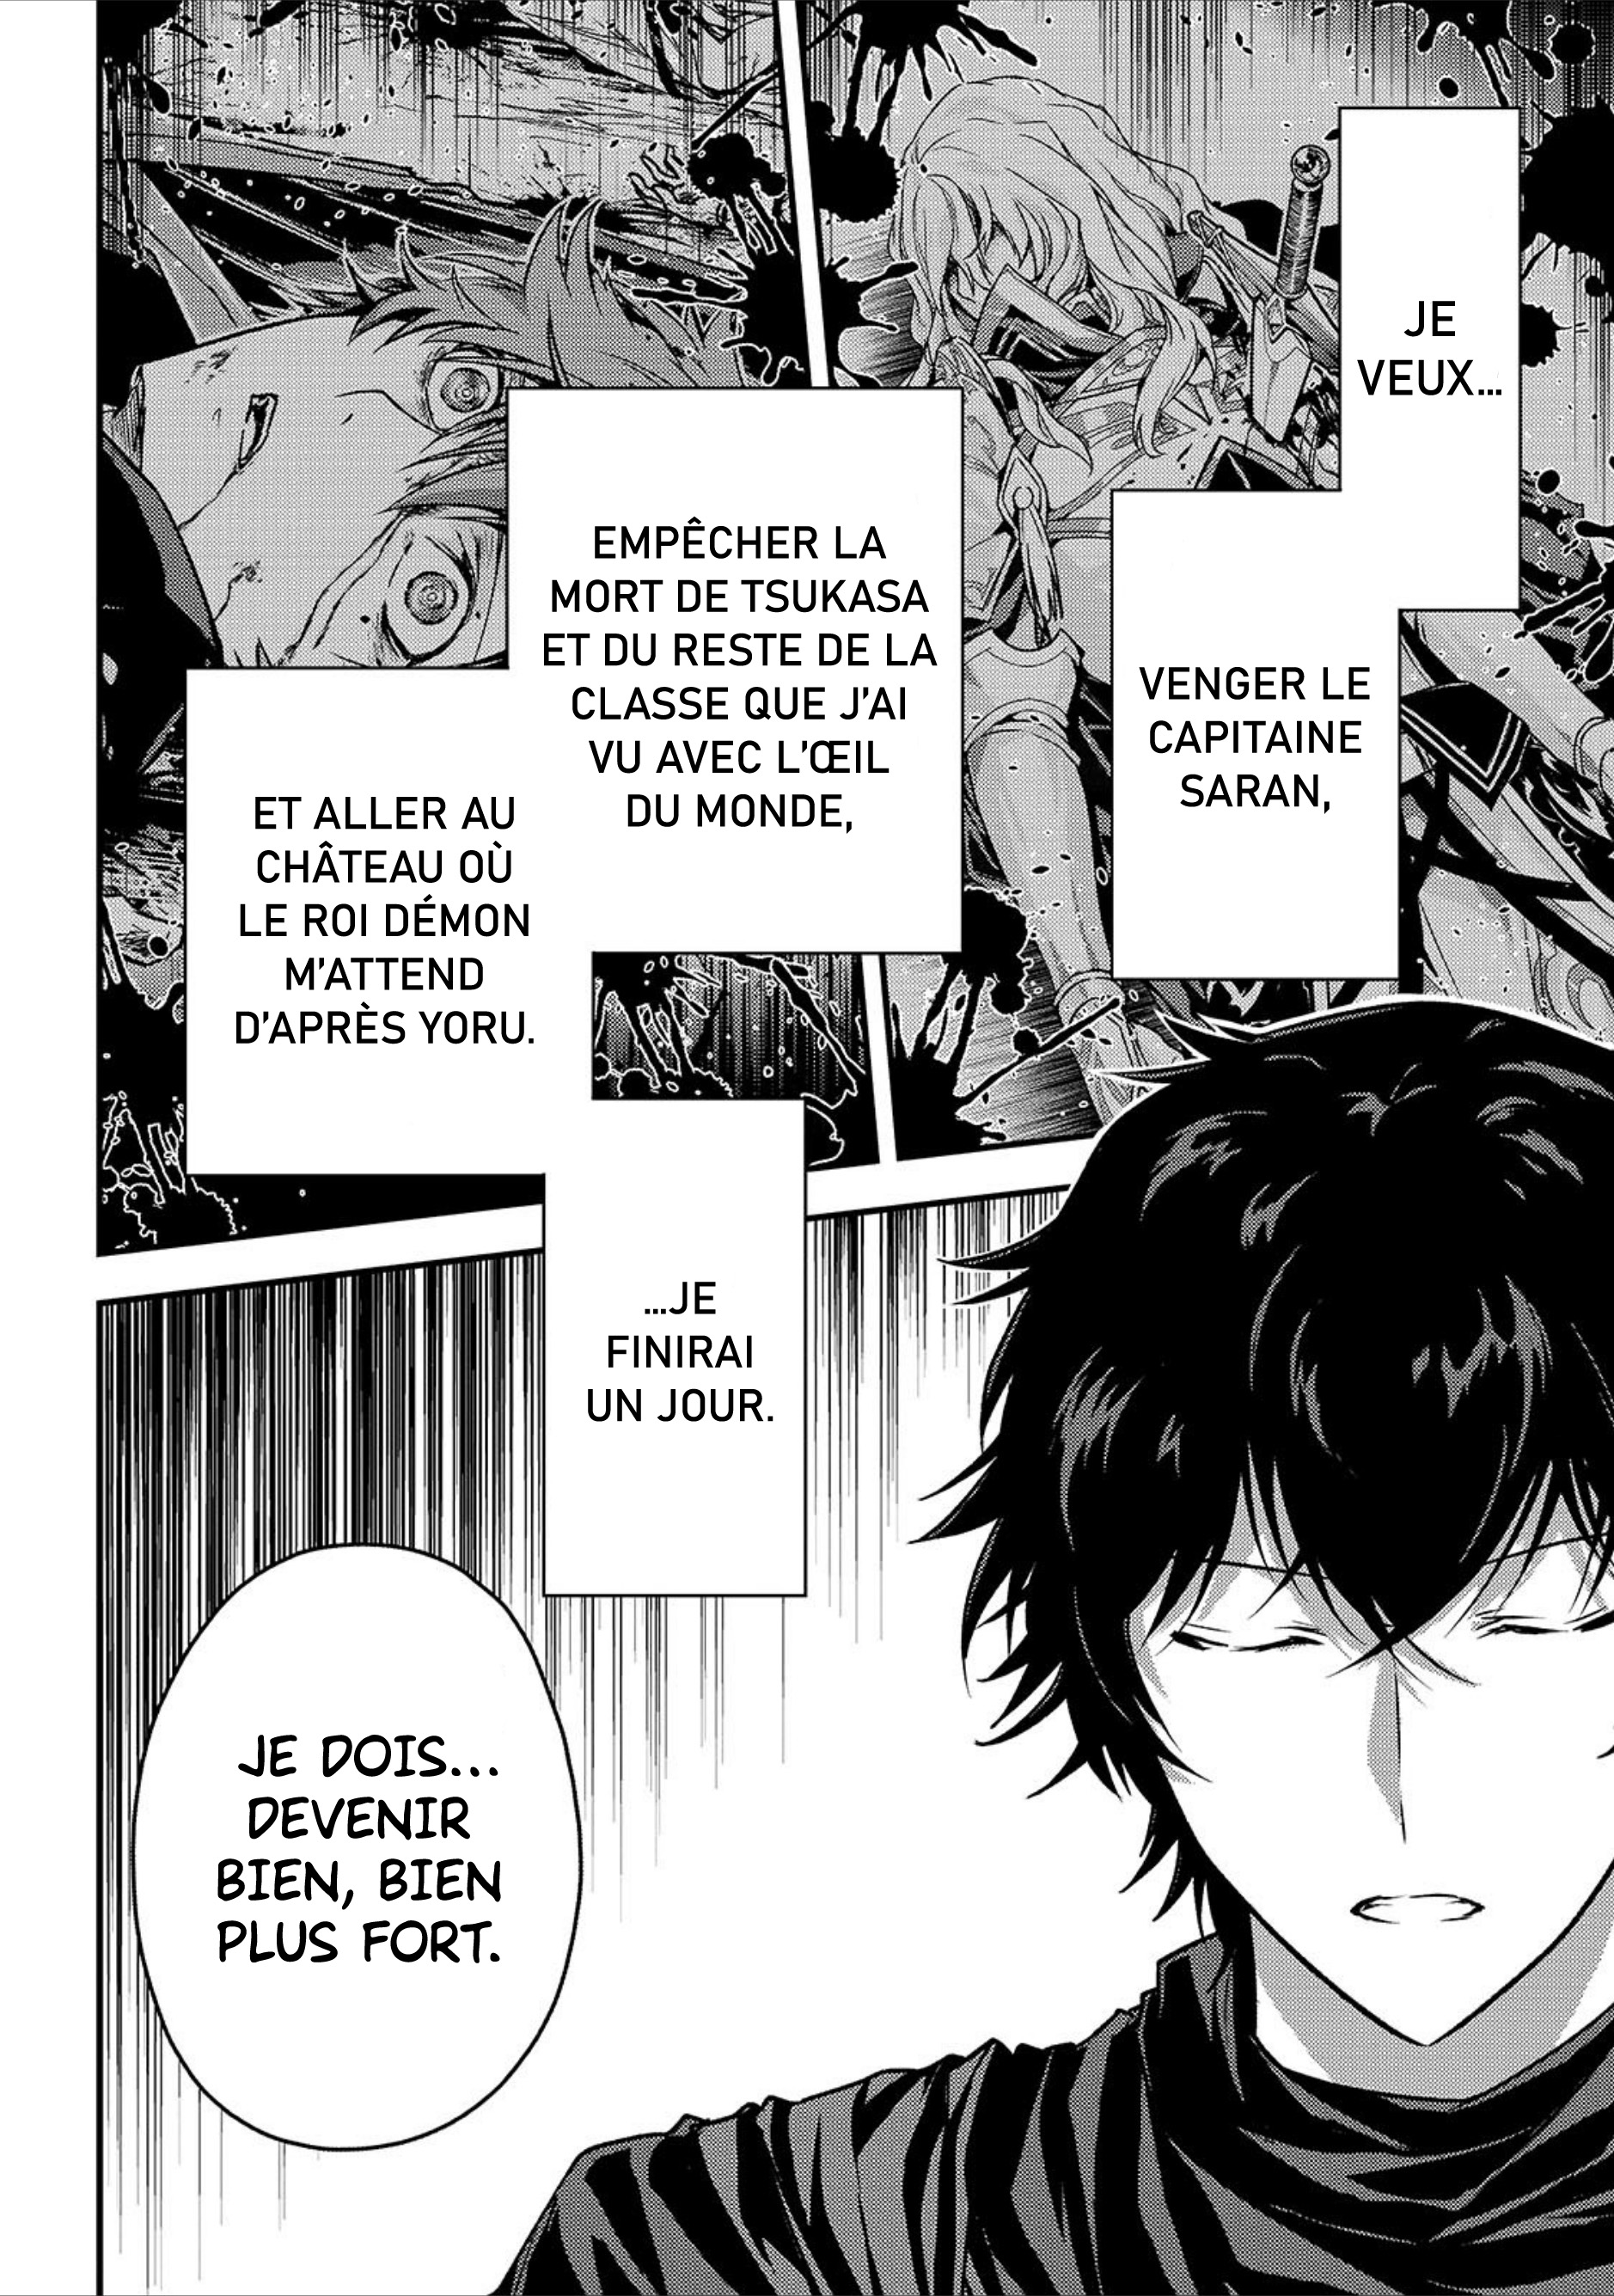 JE
VEUX...
VENGER LE
CAPITAINE
SARAN,
EMPÊCHER LA
MORT DE TSUKASA
ET DU RESTE DE LA
CLASSE QUE J'AI
VU AVEC L'ŒIL
DU MONDE,
ET ALLER AU
CHÂTEAU OÙ
LE ROI DÉMON
M'ATTEND
D'APRÈS YORU.
...JE
FINIRAI
UN JOUR.
JE DOIS...
DEVENIR
BIEN, BIEN
PLUS FORT.